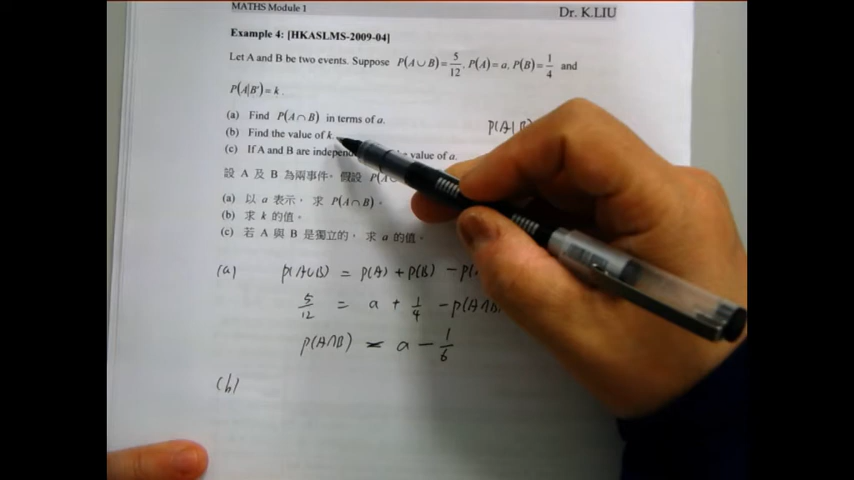 MATHS Module 1 Dr. K.LIU
Example 4: [HKASLMS-2009-04]
Let A and B be two events. Suppose P(A∪B) = 5/12, P(A) = a, P(B) = 1/4 and
P(A|B') = k.
(a) Find P(A∩B) in terms of a.
P(A|B
(b) Find the value of k.
(c) If A and B are independ value of a.
設 A 及 B 為兩事件。假設 P(A
(a) 以 a 表示,求 P(A∩B)。
(b) 求 k 的值。
(c) 若 A 與 B 是獨立的,求 a 的值。
(a) P(A∪B) = P(A) + P(B) - P(
5/12 = a + 1/4 - P(A∩B
P(A∩B) = a - 1/6
(b)